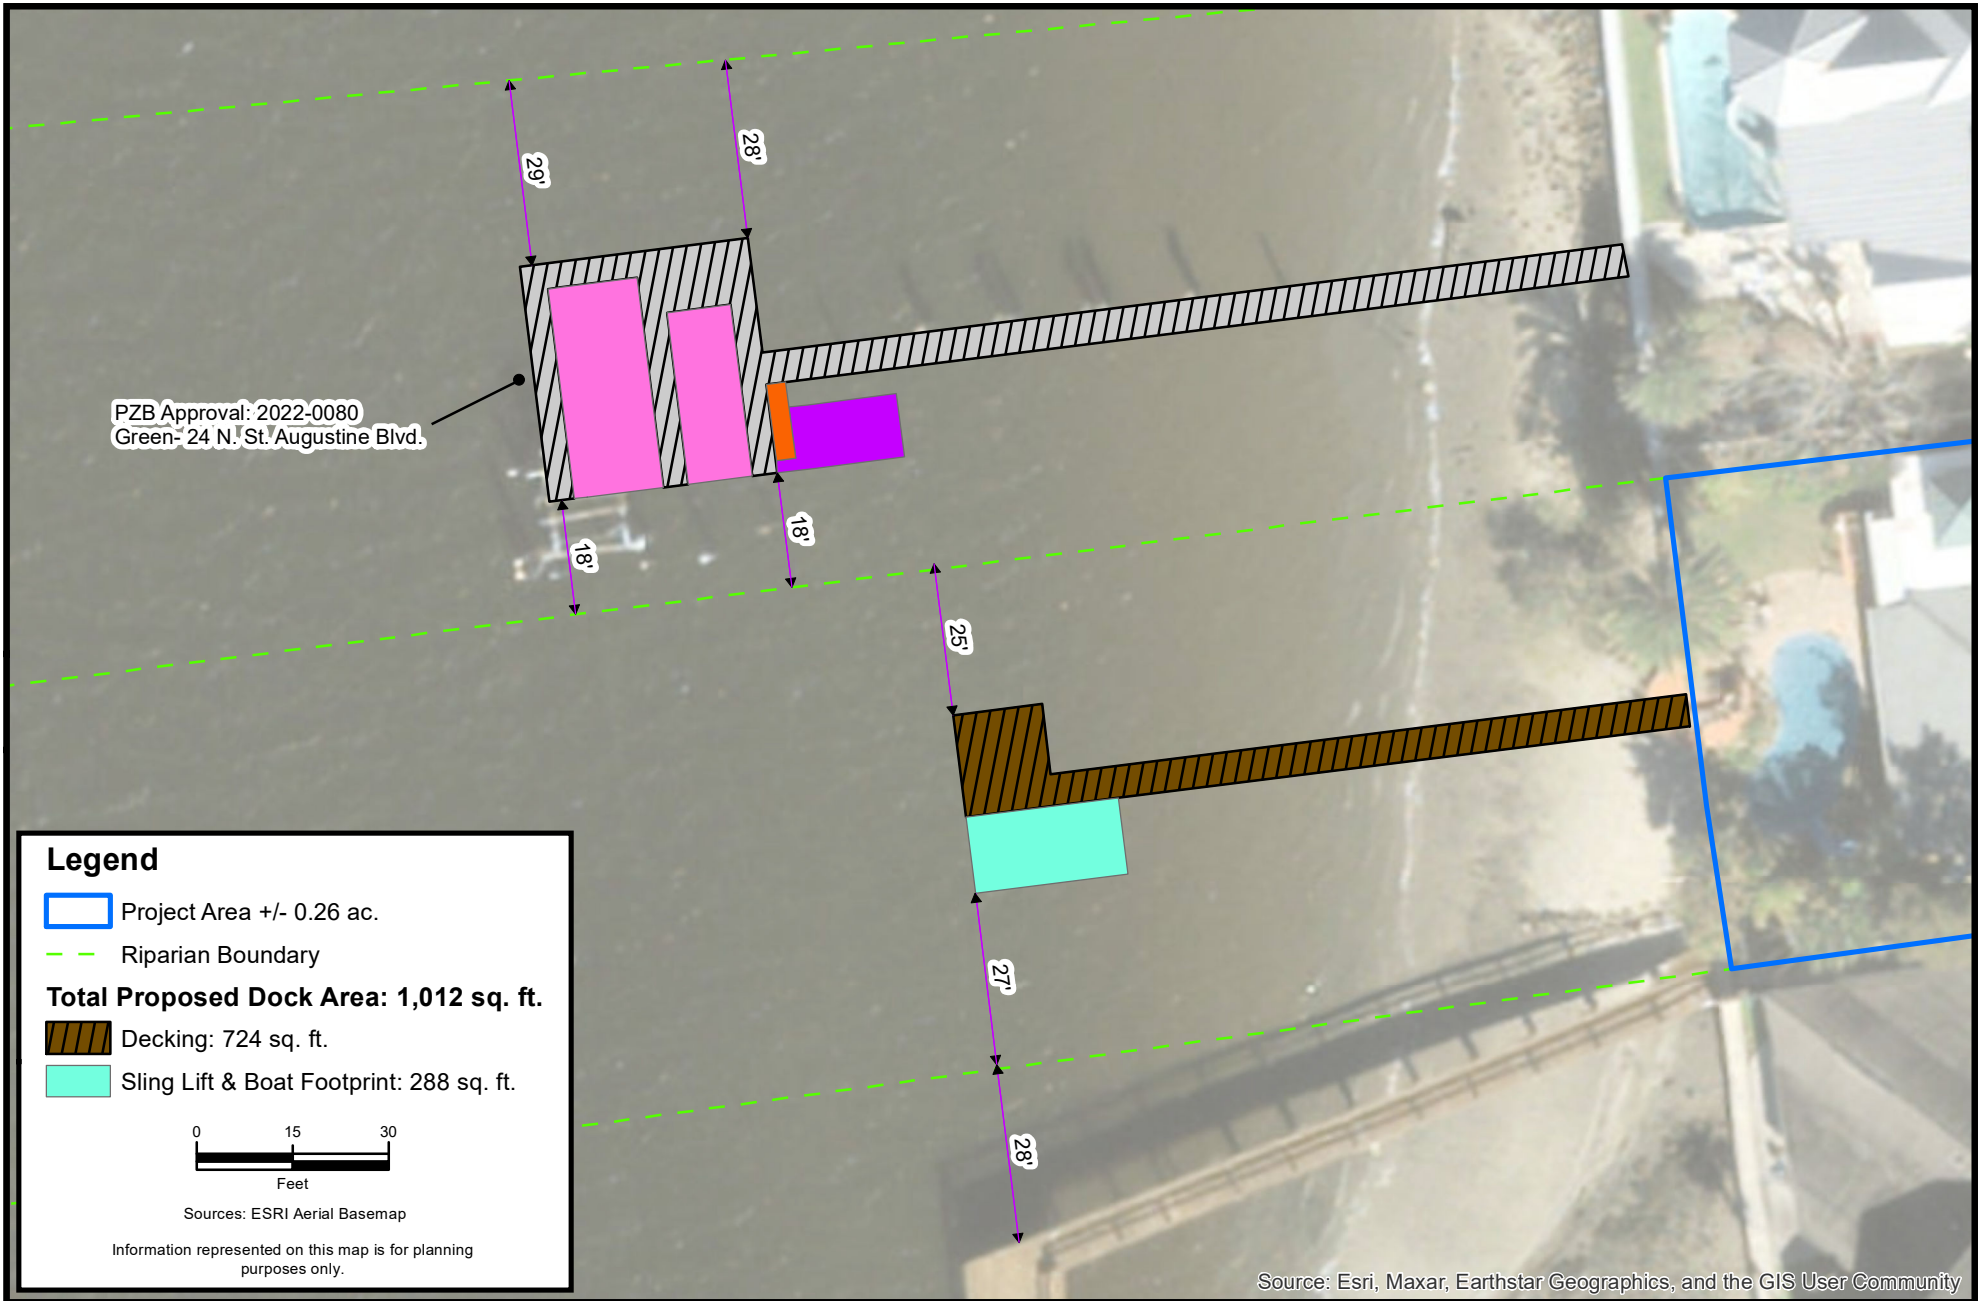 29'
28'
PZB Approval: 2022-0080
Green- 24 N. St. Augustine Blvd.
18'
18'
25'
27'
28'
Legend
Project Area +/- 0.26 ac.
Riparian Boundary
Total Proposed Dock Area: 1,012 sq. ft.
Decking: 724 sq. ft.
Sling Lift & Boat Footprint: 288 sq. ft.
0 15 30
Feet
Sources: ESRI Aerial Basemap
Information represented on this map is for planning
purposes only.
Source: Esri, Maxar, Earthstar Geographics, and the GIS User Community